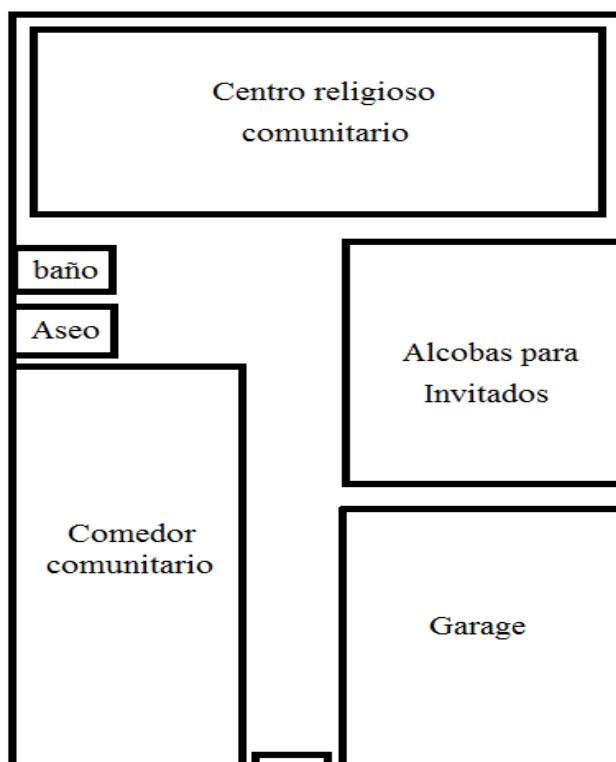 Centro religioso
comunitario
baño
Aseo
Alcobas para
Invitados
Comedor
comunitario
Garage